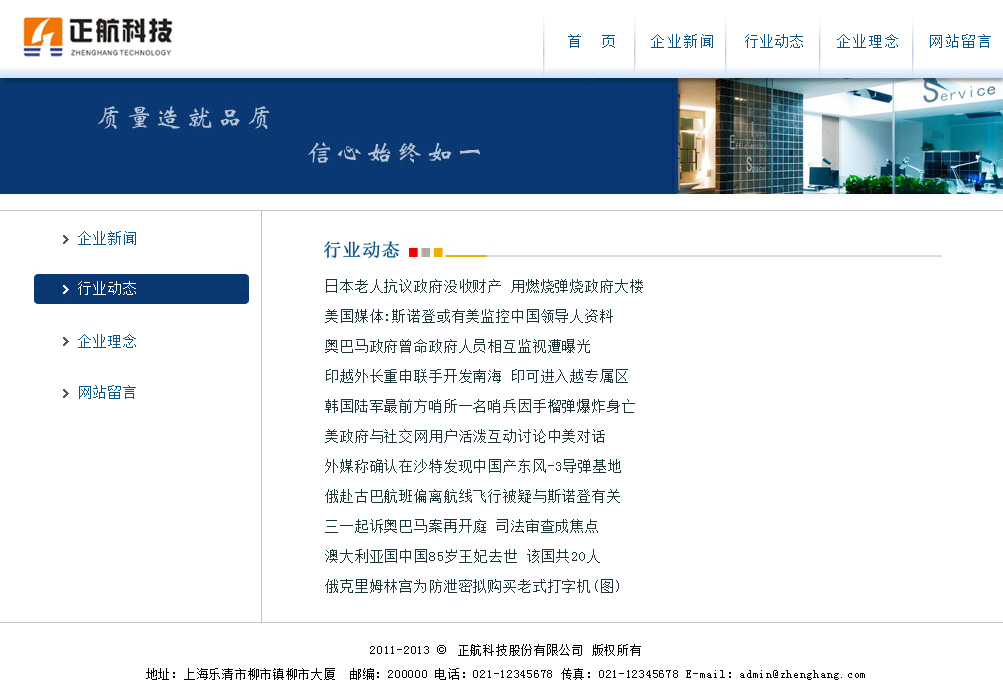 正航科技
ZHENGHANG TECHNOLOGY
首 页 企业新闻 行业动态 企业理念 网站留言
质量造就品质
信心始终如一
Service
Efficiency
Space
企业新闻
行业动态
企业理念
网站留言
行业动态
日本老人抗议政府没收财产 用燃烧弹烧政府大楼
美国媒体:斯诺登或有美监控中国领导人资料
奥巴马政府曾命政府人员相互监视遭曝光
印越外长重申联手开发南海 印可进入越专属区
韩国陆军最前方哨所一名哨兵因手榴弹爆炸身亡
美政府与社交网用户活泼互动讨论中美对话
外媒称确认在沙特发现中国产东风-3导弹基地
俄赴古巴航班偏离航线飞行被疑与斯诺登有关
三一起诉奥巴马案再开庭 司法审查成焦点
澳大利亚国中国85岁王妃去世 该国共20人
俄克里姆林宫为防泄密拟购买老式打字机(图)
2011-2013 © 正航科技股份有限公司 版权所有
地址：上海乐清市柳市镇柳市大厦 邮编：200000 电话：021-12345678 传真：021-12345678 E-mail：admin@zhenghang.com